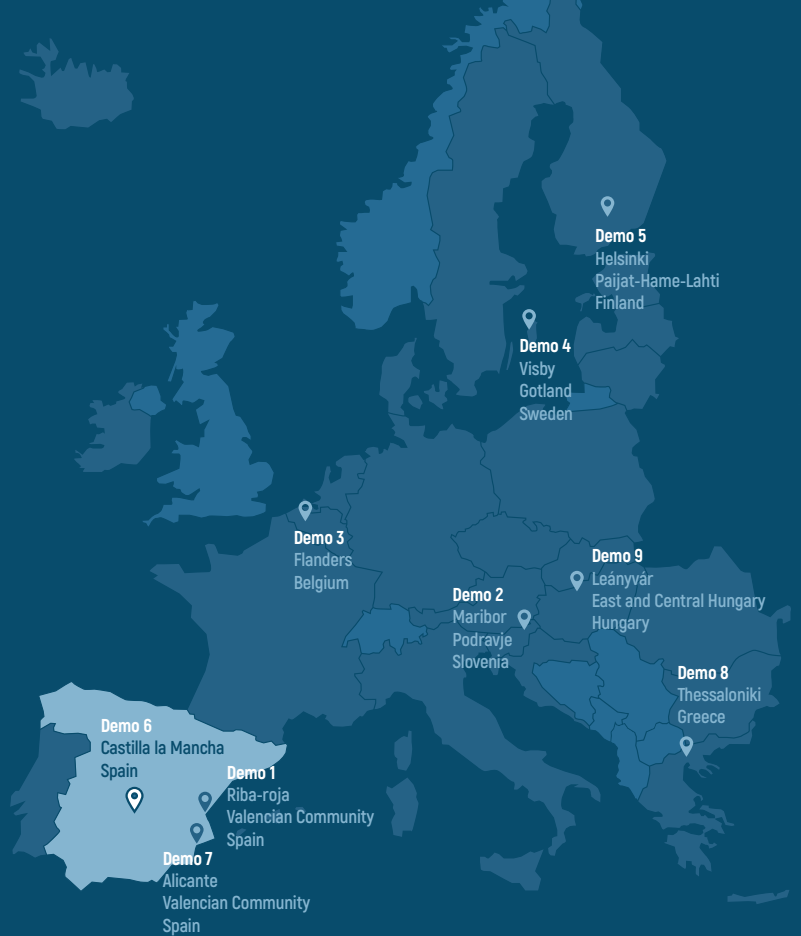 Demo 5
Helsinki
Paijat-Hame-Lahti
Finland
Demo 4
Visby
Gotland
Sweden
Demo 3
Flanders
Belgium
Demo 9
Leányvár
East and Central Hungary
Hungary
Demo 2
Maribor
Podravje
Slovenia
Demo 8
Thessaloniki
Greece
Demo 6
Castilla la Mancha
Spain
Demo 1
Riba-roja
Valencian Community
Spain
Demo 7
Alicante
Valencian Community
Spain